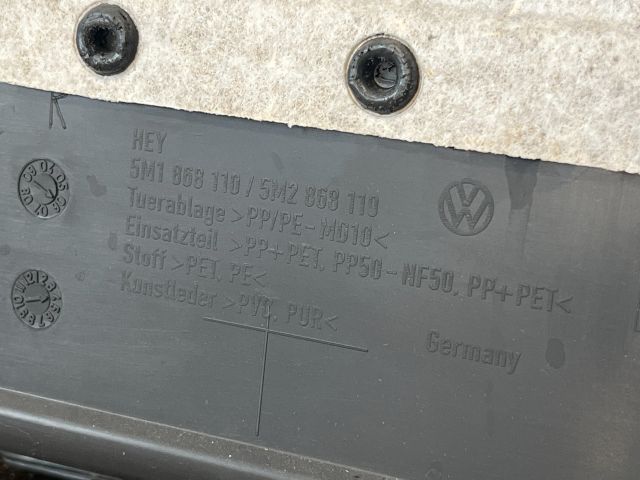 HEY
5M1 868 110 / 5M2 868 110
Tuerablage >PP/PE-MD10<
Einsatzteil >PP+PET, PP50-NF50, PP+PET<
Stoff >PET, PE<
Kunstleder >PVC, PUR<
Germany
R